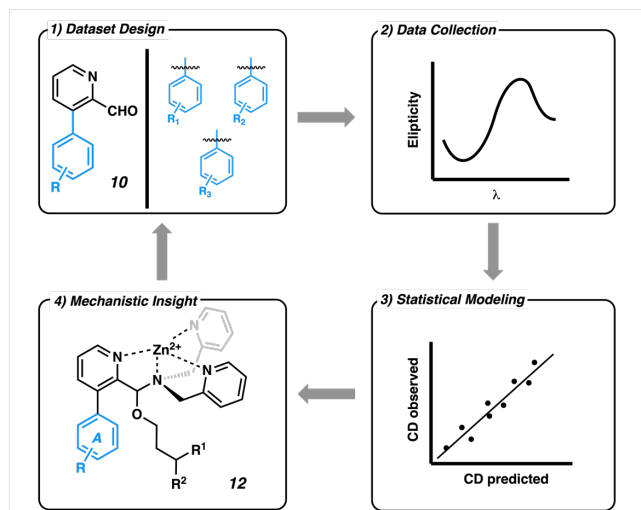 1) Dataset Design
N
CHO
R
10
R1
R2
R3
2) Data Collection
Elipticity
λ
3) Statistical Modeling
CD observed
CD predicted
4) Mechanistic Insight
N
Zn2+
N
N
N
O
A
R
R1
R2
12